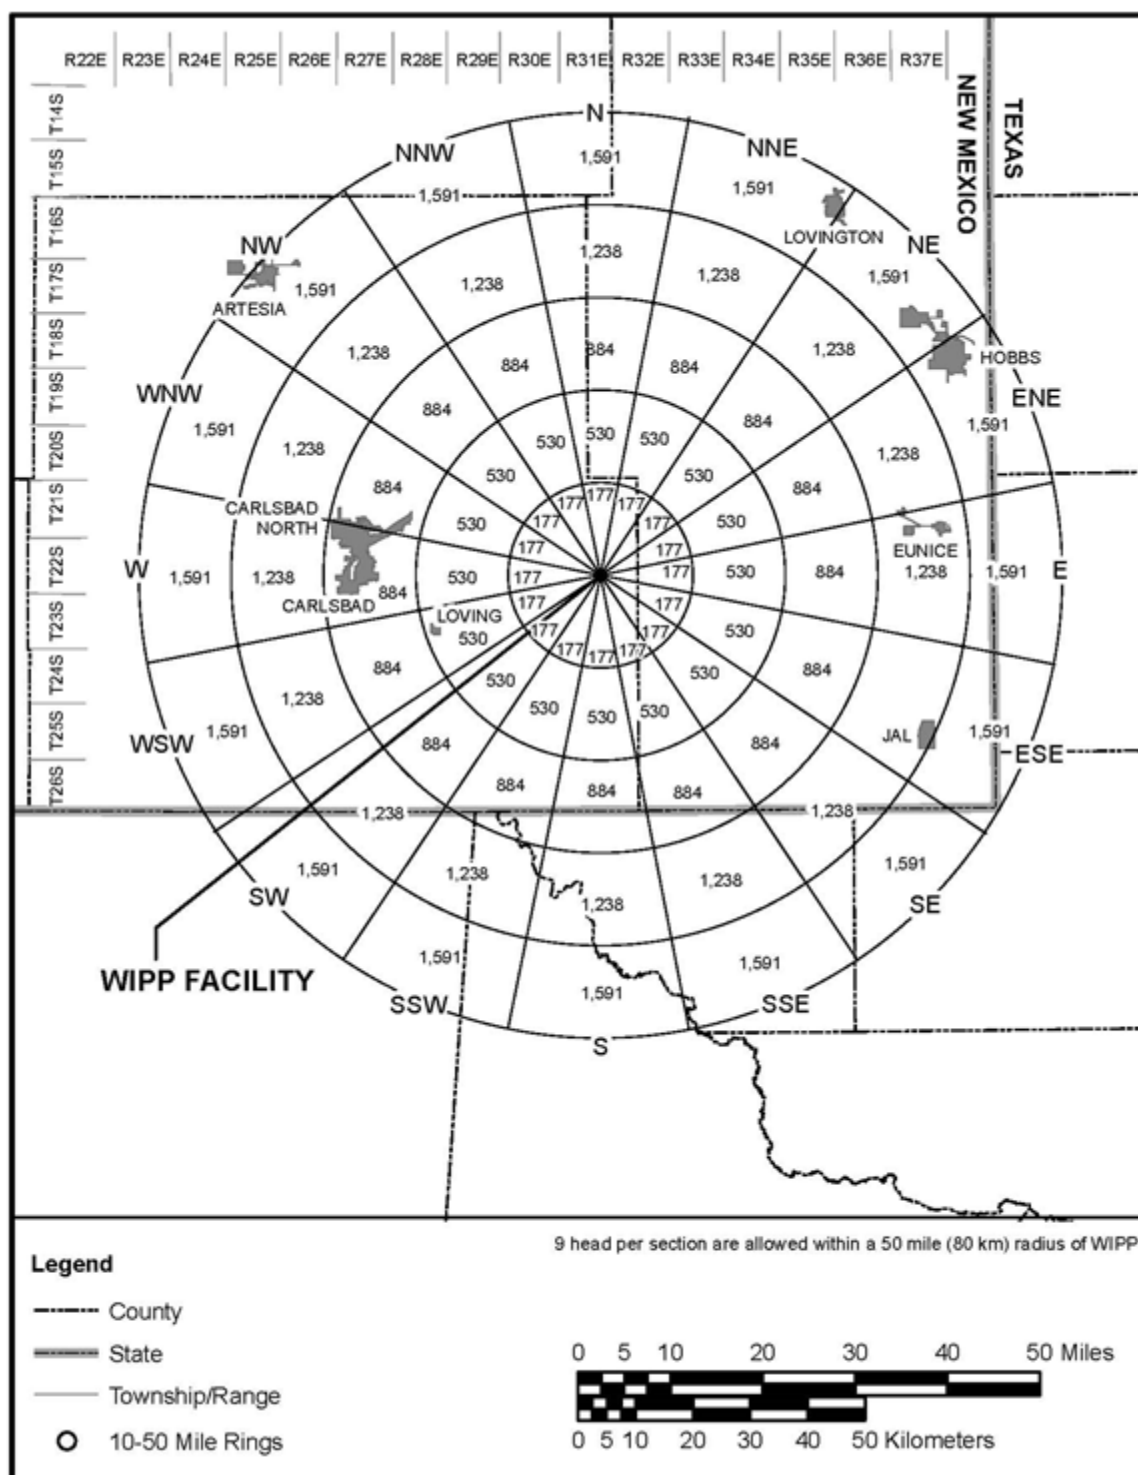 R22E R23E R24E R25E R26E R27E R28E R29E R30E R31E R32E R33E R34E R35E R36E R37E
T14S
T15S
T16S
T17S
T18S
T19S
T20S
T21S
T22S
T23S
T24S
T25S
T26S
NEW MEXICO
TEXAS
N
NNW 1,591 NNE
1,591 1,591
LOVINGTON
NW 1,238 NE
ARTESIA 1,591 1,238 1,238 1,591
1,238 884 1,238 HOBBS
WNW 884 884 ENE
884 884
1,591 1,238 530 530 530 1,238 1,591
884 530 530 884
CARLSBAD
NORTH
530 177 177 177 530
177 177
EUNICE
177 177
W 1,591 1,238 884 530 177 177 530 884 1,238 1,591 E
CARLSBAD
LOVING
177 177
530 177 177 530
177 177 177
884 530 530 884
1,238 530 530 530
WSW 1,591 884 884 JAL 1,591 ESE
884 884 884
1,238 1,238
1,591 1,238 1,238 1,591
SW 1,238 SE
1,591 1,591
WIPP FACILITY
1,591
SSW SSE
S
9 head per section are allowed within a 50 mile (80 km) radius of WIPP
Legend
County
State
Township/Range
10-50 Mile Rings
0 5 10 20 30 40 50 Miles
0 5 10 20 30 40 50 Kilometers